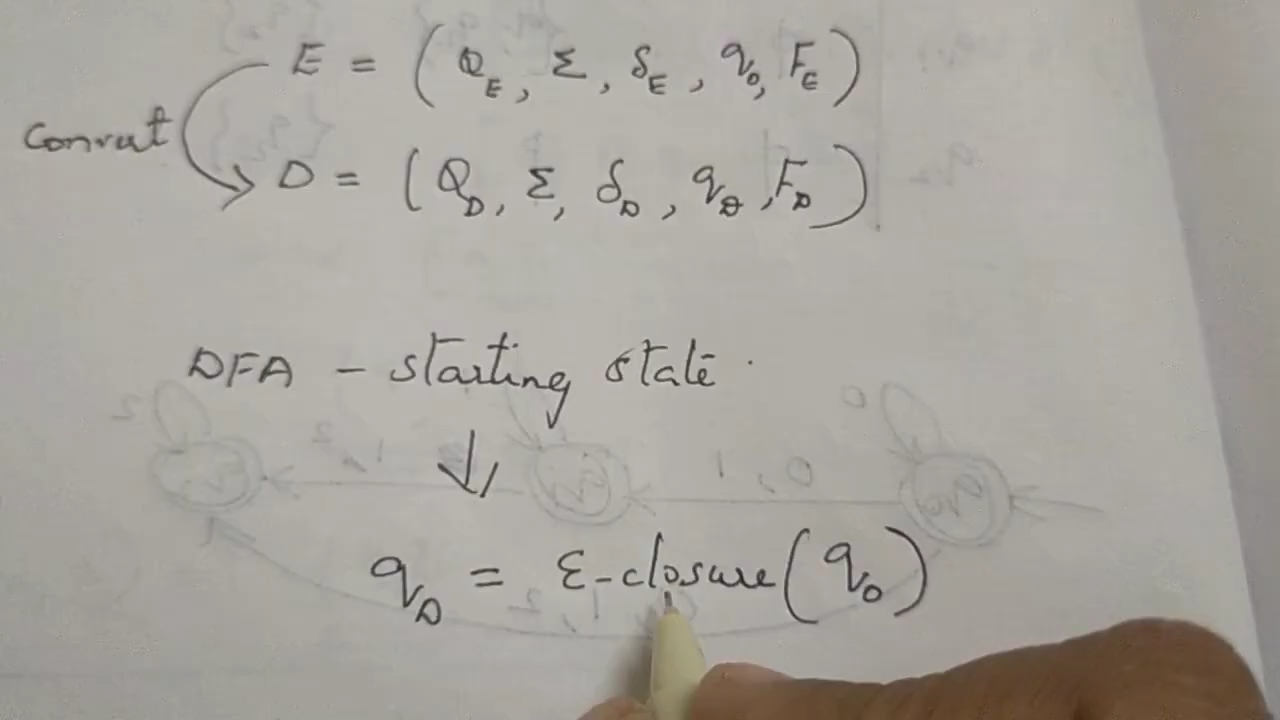 E = (Q_E, Σ, δ_E, q_0, F_E)
Convert
D = (Q_D, Σ, δ_D, q_D, F_D)
DFA - starting state.
q_D = ε-closure(q_0)